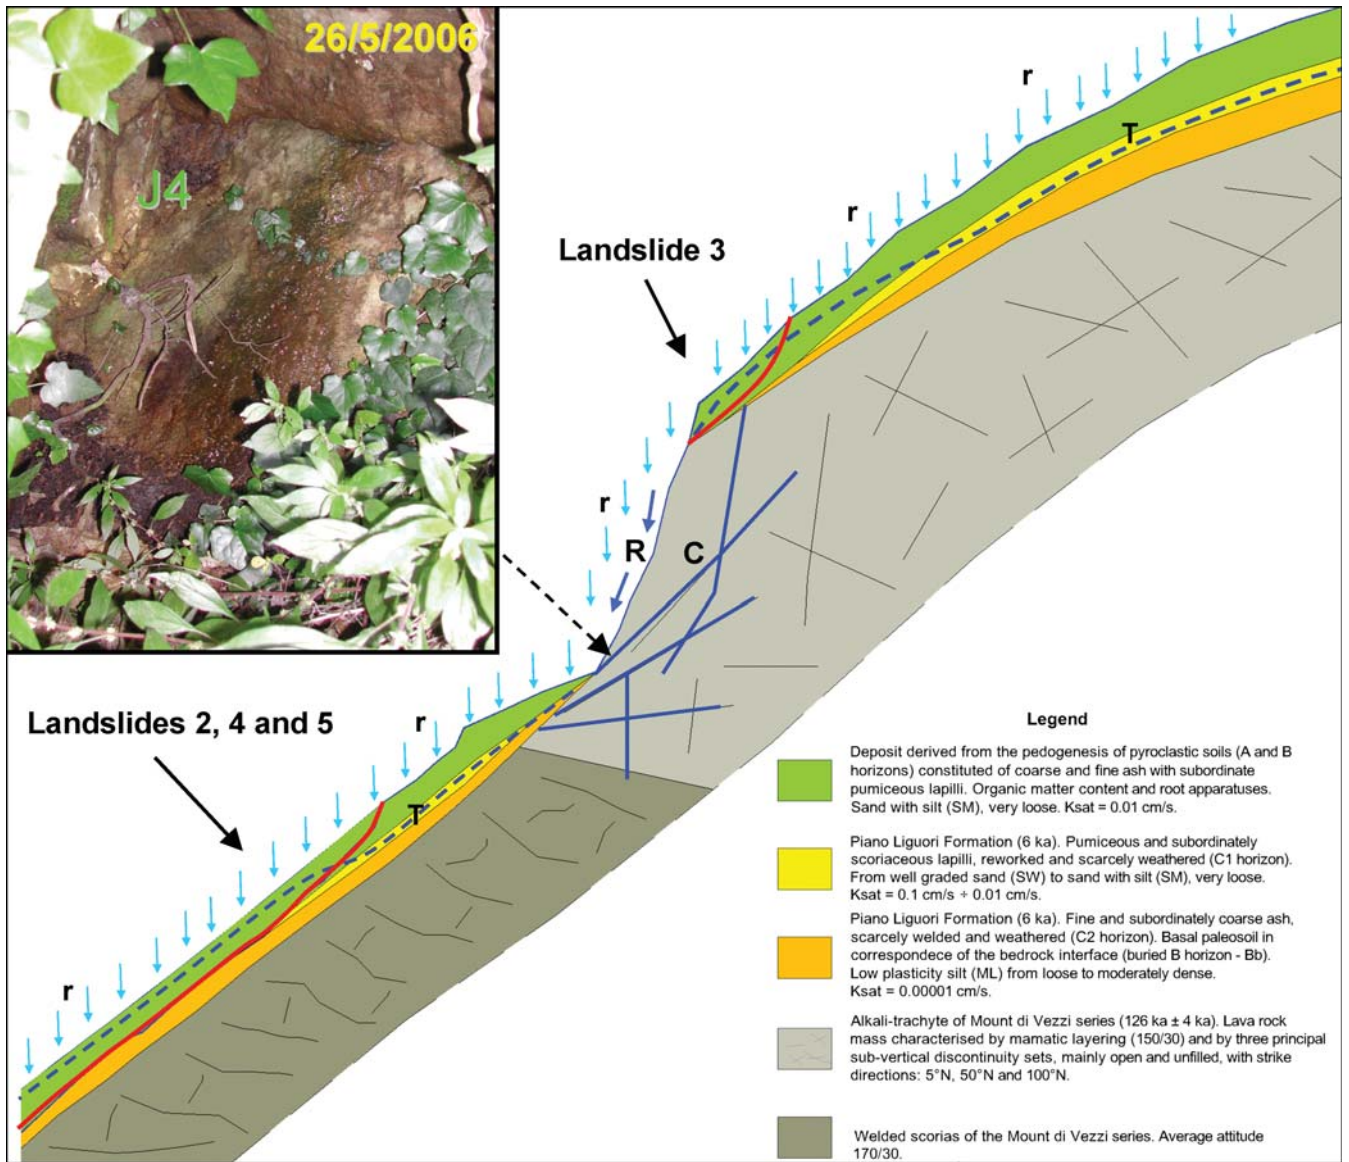 26/5/2006
J4
r
T
r
Landslide 3
r
R
C
Landslides 2, 4 and 5
r
T
r
Legend
Deposit derived from the pedogenesis of pyroclastic soils (A and B
horizons) constituted of coarse and fine ash with subordinate
pumiceous lapilli. Organic matter content and root apparatuses.
Sand with silt (SM), very loose. Ksat = 0.01 cm/s.
Piano Liguori Formation (6 ka). Pumiceous and subordinately
scoriaceous lapilli, reworked and scarcely weathered (C1 horizon).
From well graded sand (SW) to sand with silt (SM), very loose.
Ksat = 0.1 cm/s ÷ 0.01 cm/s.
Piano Liguori Formation (6 ka). Fine and subordinately coarse ash,
scarcely welded and weathered (C2 horizon). Basal paleosoil in
correspondece of the bedrock interface (buried B horizon - Bb).
Low plasticity silt (ML) from loose to moderately dense.
Ksat = 0.00001 cm/s.
Alkali-trachyte of Mount di Vezzi series (126 ka ± 4 ka). Lava rock
mass characterised by mamatic layering (150/30) and by three principal
sub-vertical discontinuity sets, mainly open and unfilled, with strike
directions: 5°N, 50°N and 100°N.
Welded scorias of the Mount di Vezzi series. Average attitude
170/30.